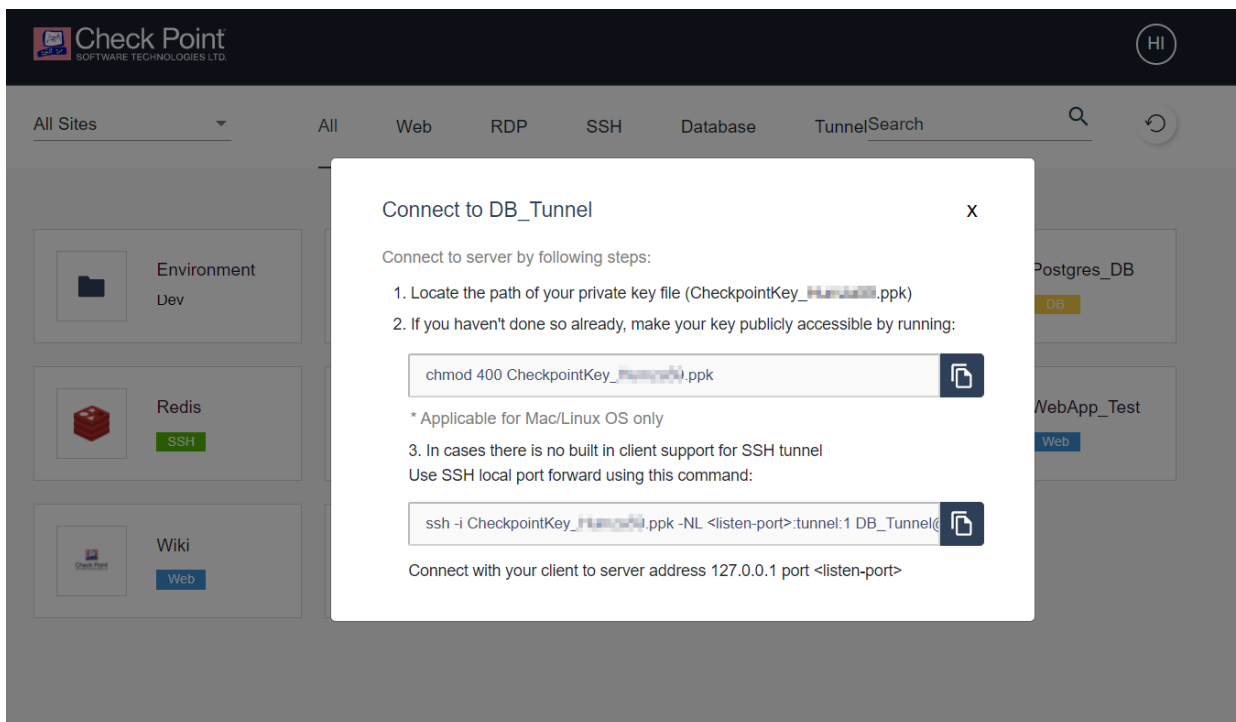 Check Point
SOFTWARE TECHNOLOGIES LTD.
HI
All Sites
All
Web
RDP
SSH
Database
Tunnel
Search
Connect to DB_Tunnel
x
Connect to server by following steps:
1. Locate the path of your private key file (CheckpointKey_ .ppk)
2. If you haven't done so already, make your key publicly accessible by running:
chmod 400 CheckpointKey_ .ppk
* Applicable for Mac/Linux OS only
3. In cases there is no built in client support for SSH tunnel
Use SSH local port forward using this command:
ssh -i CheckpointKey_ .ppk -NL <listen-port>:tunnel:1 DB_Tunnel@
Connect with your client to server address 127.0.0.1 port <listen-port>
Environment
Dev
Postgres_DB
DB
Redis
SSH
WebApp_Test
Web
Wiki
Web
Check Point